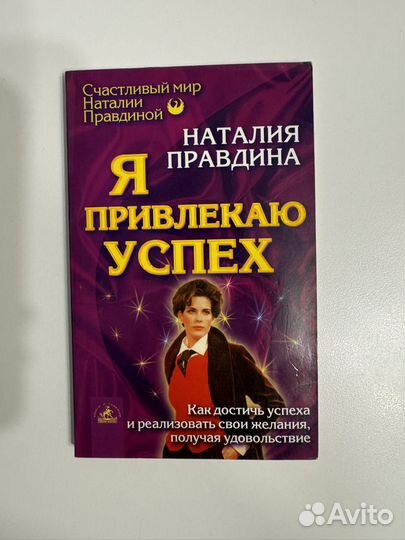 Счастливый мир
Наталии
Правдиной
НАТАЛИЯ
ПРАВДИНА
Я
ПРИВЛЕКАЮ
УСПЕХ
Как достичь успеха
и реализовать свои желания,
получая удовольствие
Avito